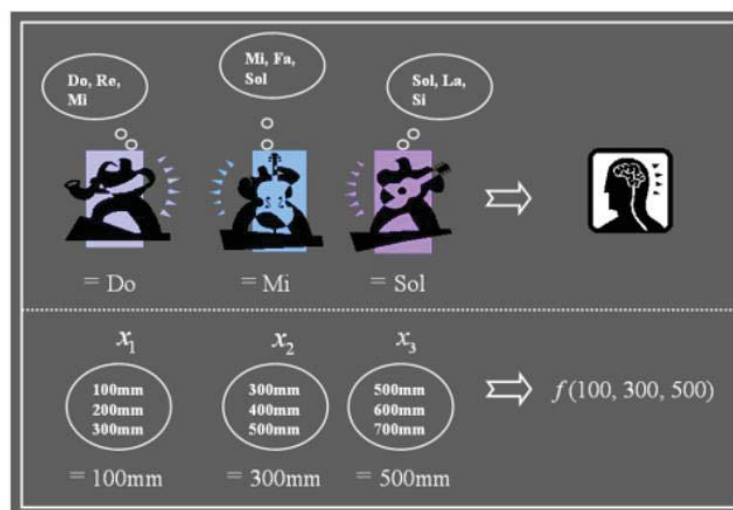 Do, Re,
Mi
Mi, Fa,
Sol
Sol, La,
Si
= Do
= Mi
= Sol
x₁
x₂
x₃
100mm
200mm
300mm
300mm
400mm
500mm
500mm
600mm
700mm
f (100, 300, 500)
= 100mm
= 300mm
= 500mm